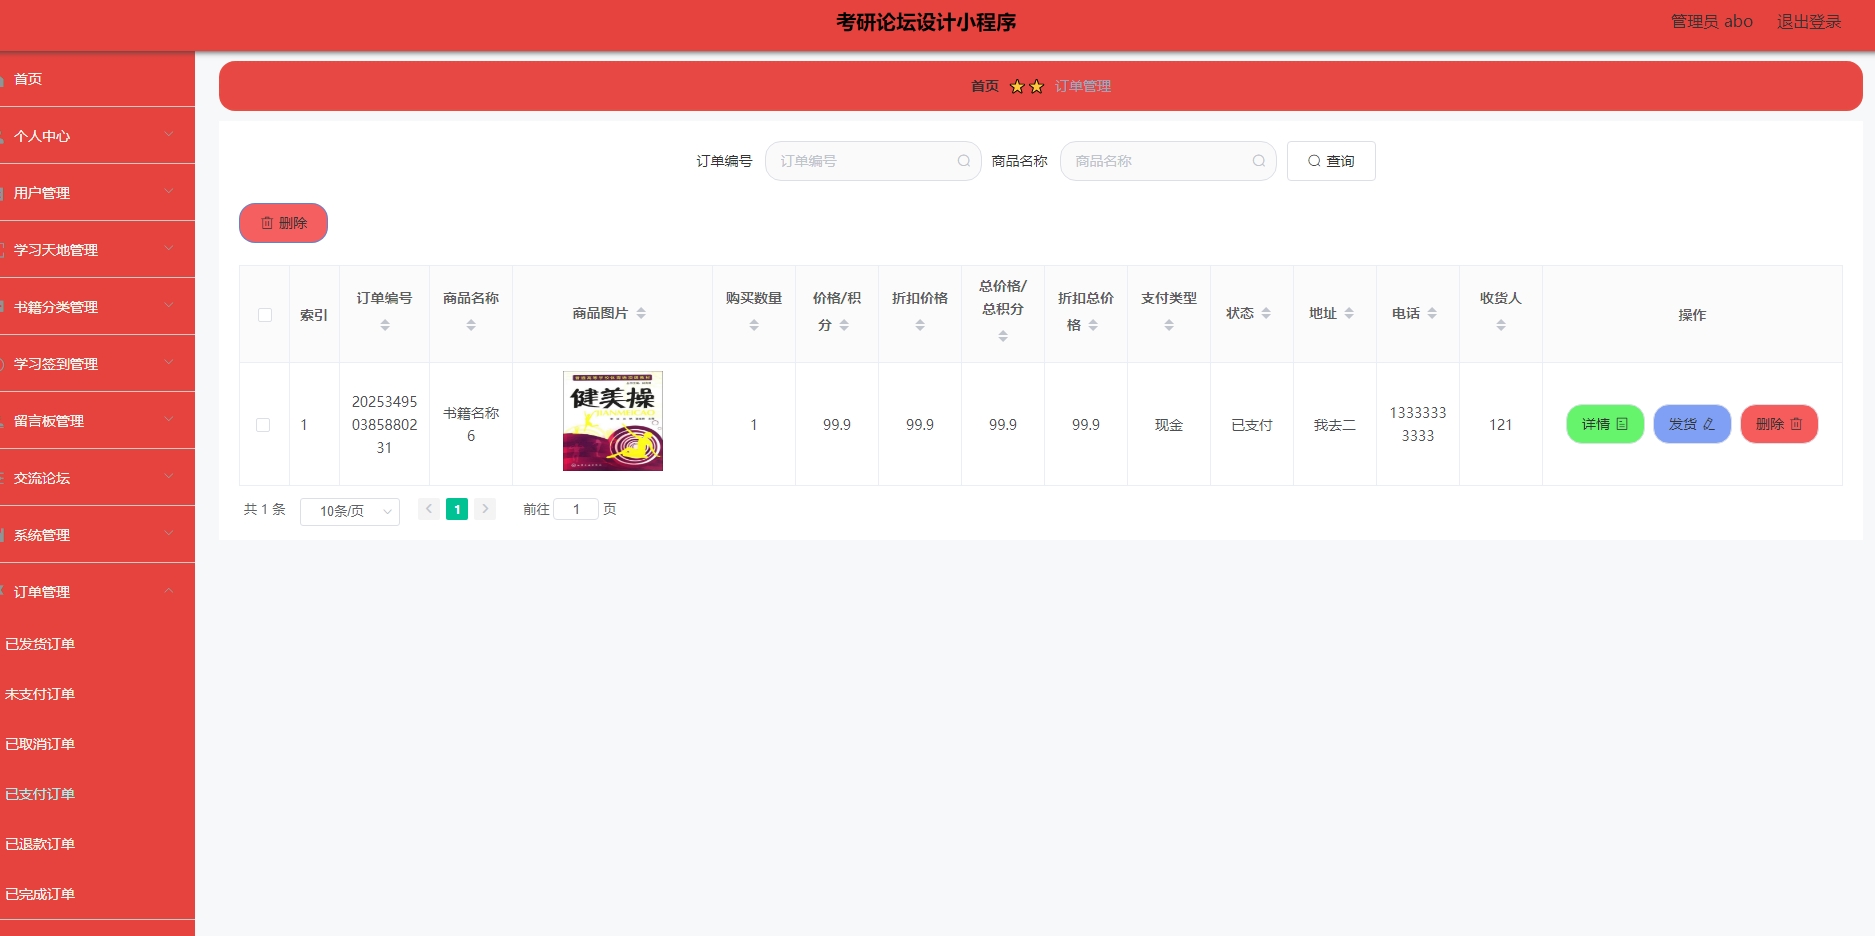 考研论坛设计小程序
管理员 abo
退出登录
首页
个人中心
用户管理
学习天地管理
书籍分类管理
学习签到管理
留言板管理
交流论坛
系统管理
订单管理
已发货订单
未支付订单
已取消订单
已支付订单
已退款订单
已完成订单
首页
订单管理
订单编号
订单编号
商品名称
商品名称
查询
删除
索引
订单编号
商品名称
商品图片
购买数量
价格/积
分
折扣价格
总价格/
总积分
折扣总价
格
支付类型
状态
地址
电话
收货人
操作
1
20253495
03858802
31
书籍名称
6
健美操
JIANMEICAO
1
99.9
99.9
99.9
99.9
现金
已支付
我去二
1333333
3333
121
详情
发货
删除
共 1 条
10条/页
1
前往
1
页